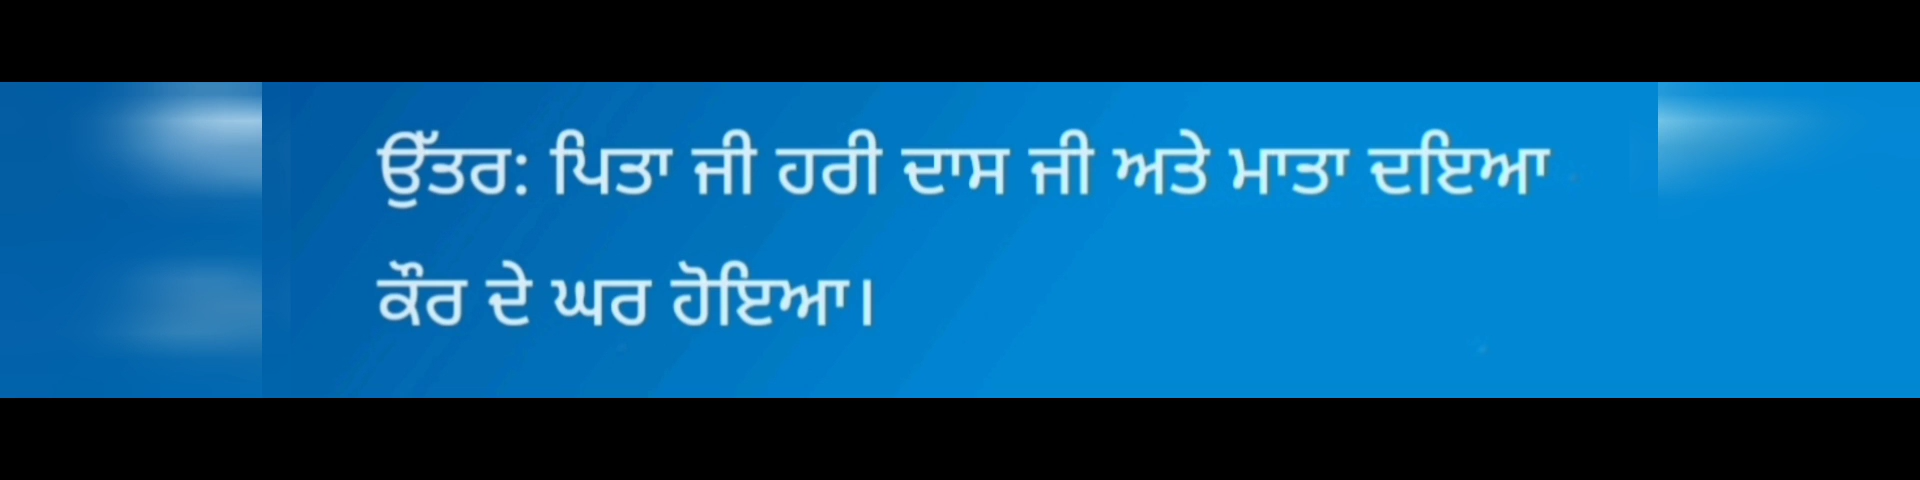 ਉੱਤਰ: ਪਿਤਾ ਜੀ ਹਰੀ ਦਾਸ ਜੀ ਅਤੇ ਮਾਤਾ ਦਇਆ
ਕੌਰ ਦੇ ਘਰ ਹੋਇਆ।